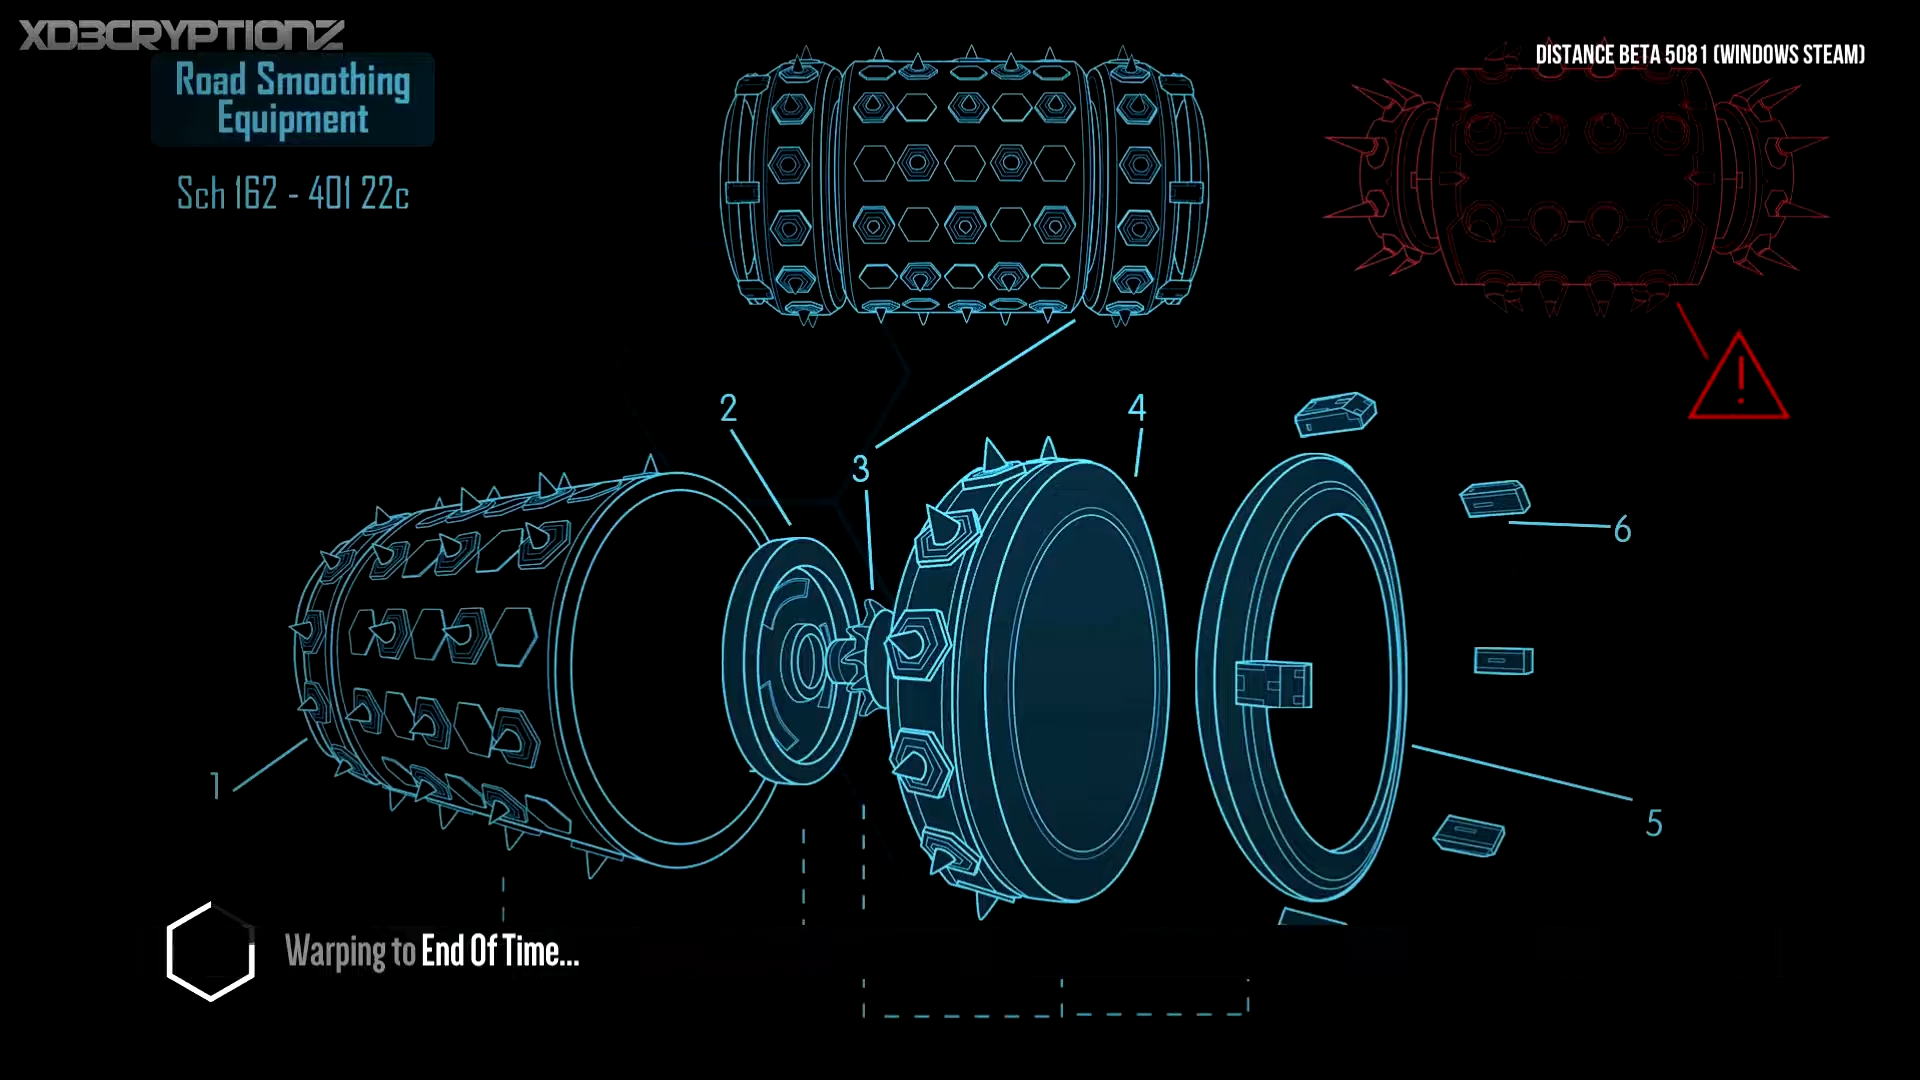 XD3CRYPTIONZ
DISTANCE BETA 5081 (WINDOWS STEAM)
Road Smoothing
Equipment
Sch 162 - 401 22c
2
4
3
6
1
5
!
Warping to End Of Time...